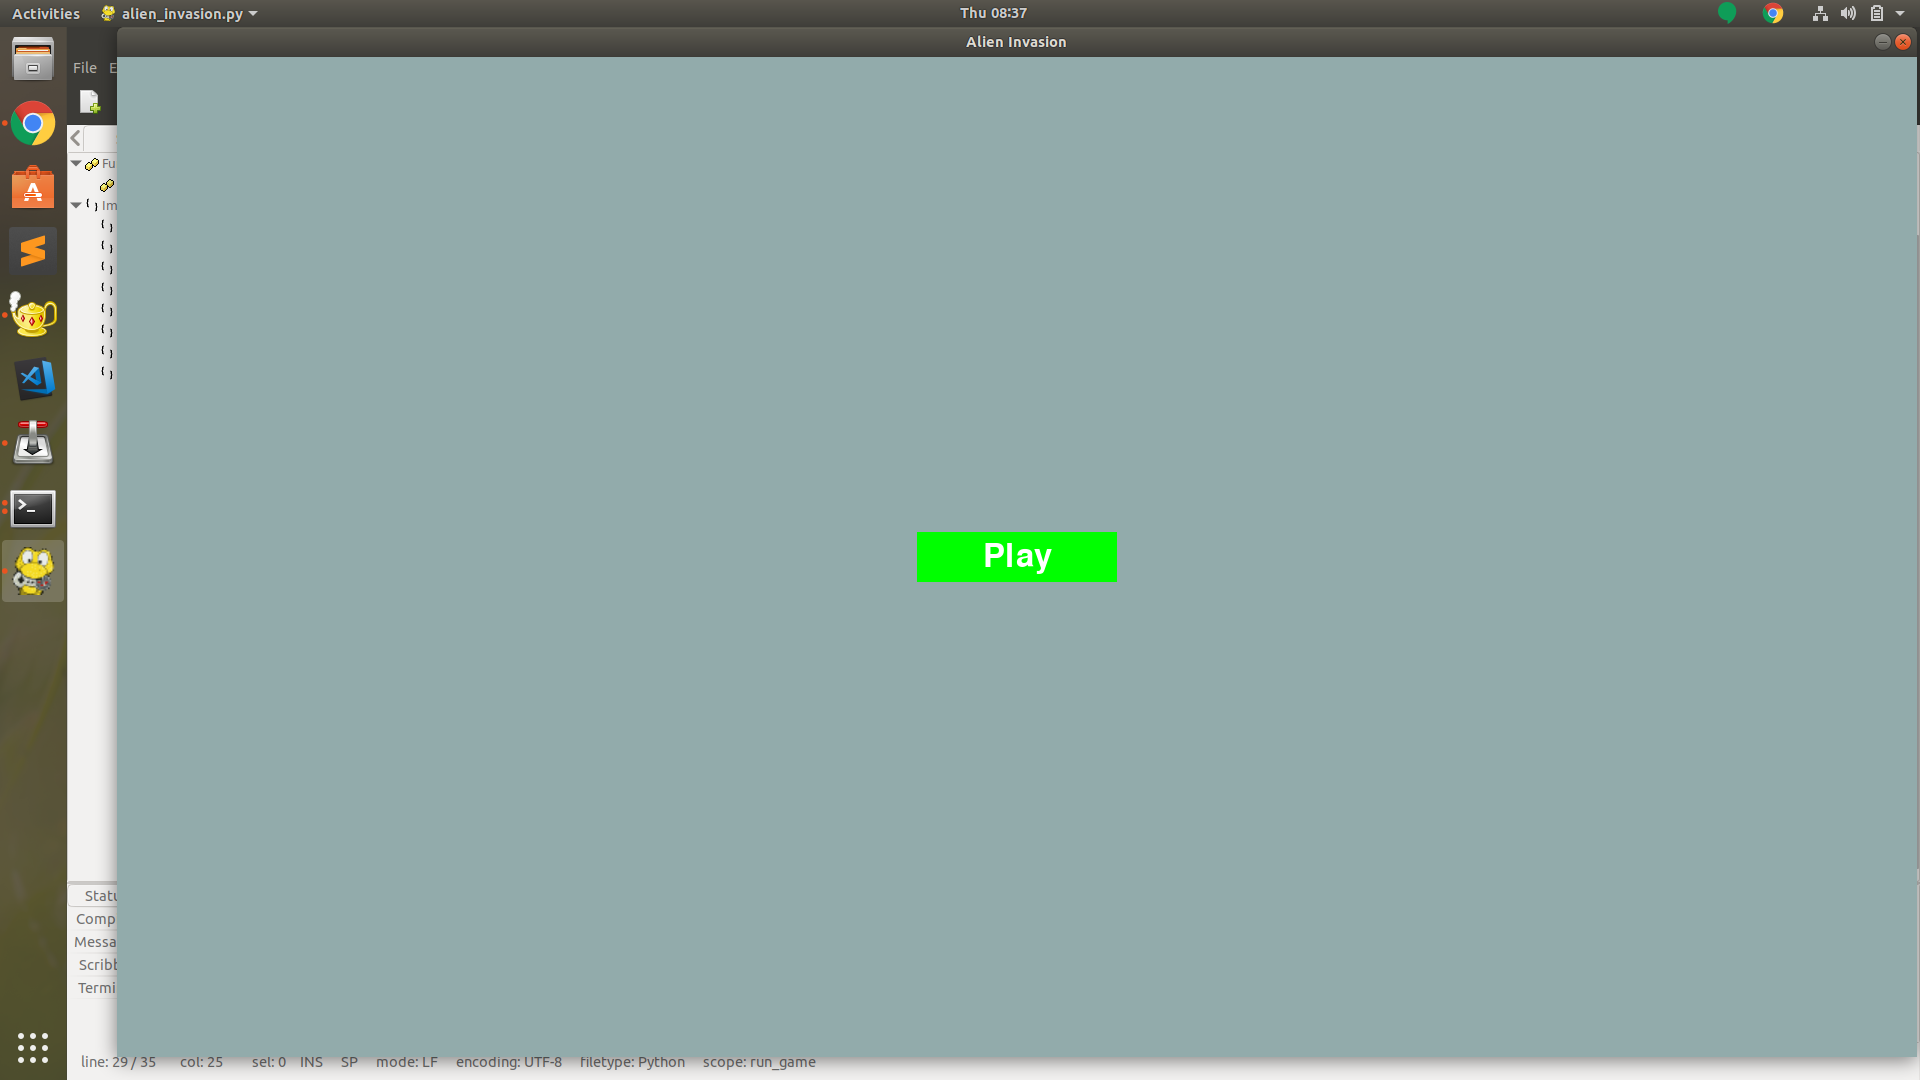 Activities
alien_invasion.py
Thu 08:37
Alien Invasion
File E
Fu
Im
Play
Statu
Comp
Messa
Scribb
Termi
line: 29 / 35 col: 25 sel: 0 INS SP mode: LF encoding: UTF-8 filetype: Python scope: run_game